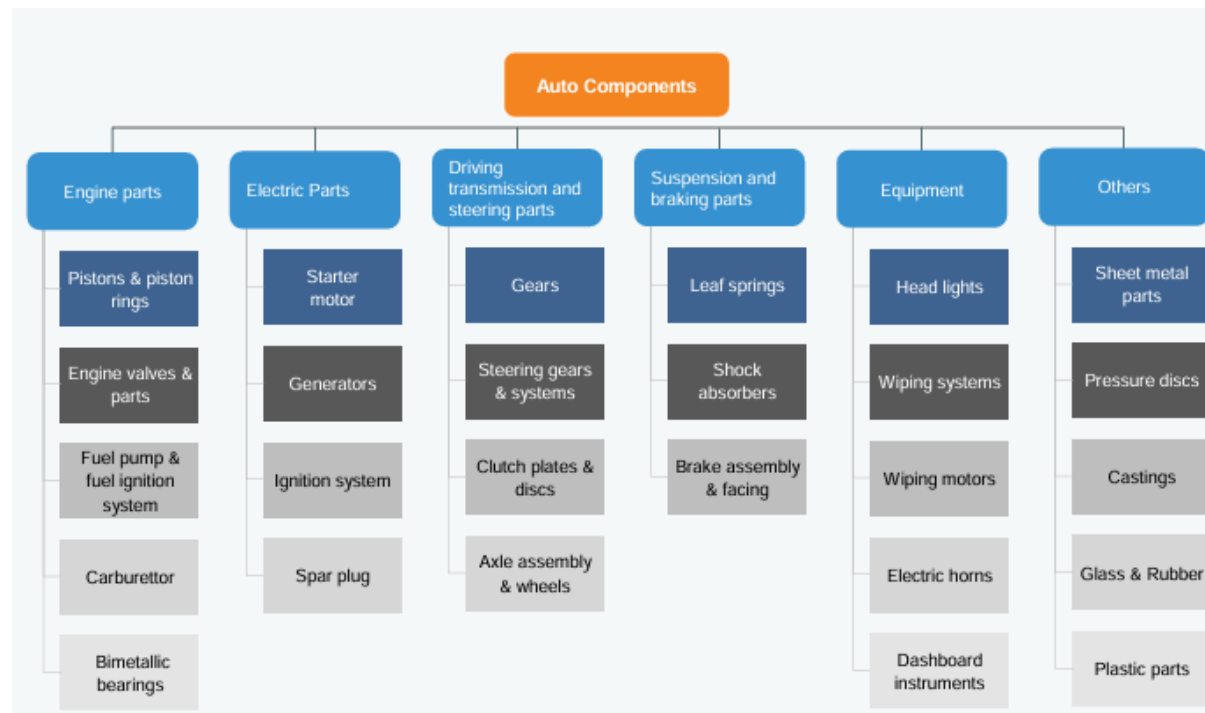 Auto Components
Engine parts
Electric Parts
Driving
transmission and
steering parts
Suspension and
braking parts
Equipment
Others
Pistons & piston
rings
Starter
motor
Gears
Leaf springs
Head lights
Sheet metal
parts
Engine valves &
parts
Generators
Steering gears
& systems
Shock
absorbers
Wiping systems
Pressure discs
Fuel pump &
fuel ignition
system
Ignition system
Clutch plates &
discs
Brake assembly
& facing
Wiping motors
Castings
Carburettor
Spar plug
Axle assembly
& wheels
Electric horns
Glass & Rubber
Bimetallic
bearings
Dashboard
instruments
Plastic parts